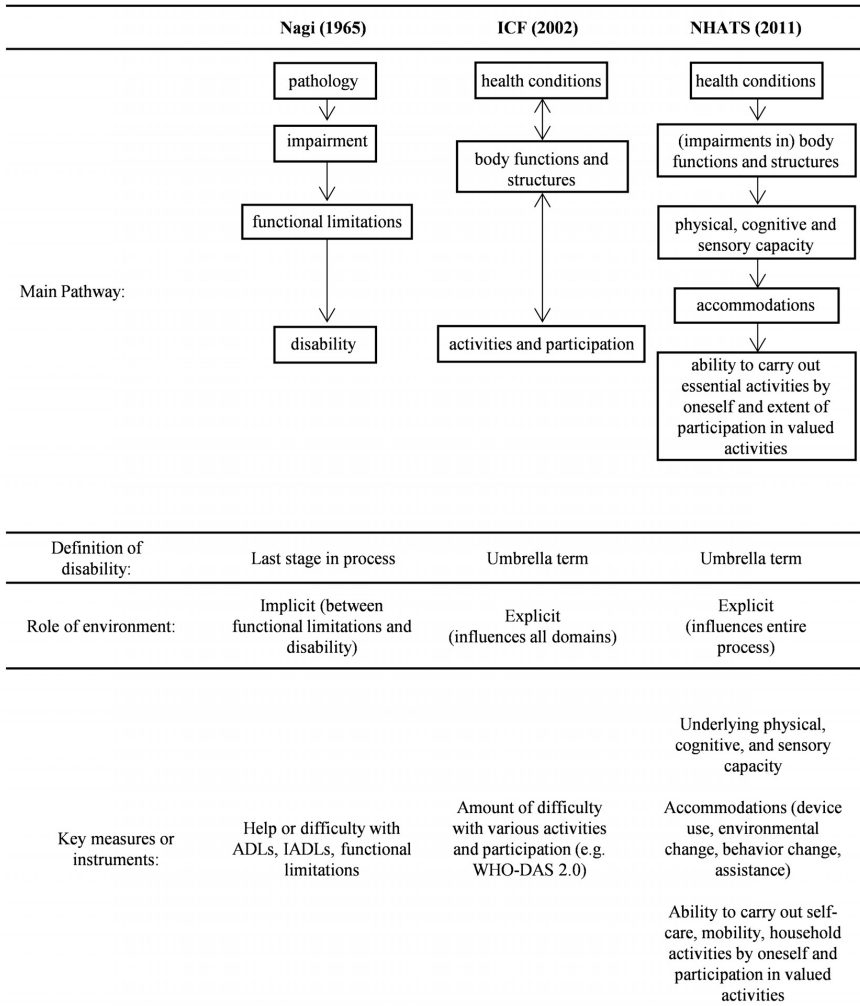 Nagi (1965)
ICF (2002)
NHATS (2011)
Main Pathway:
pathology
impairment
functional limitations
disability
health conditions
body functions and
structures
activities and participation
health conditions
(impairments in) body
functions and structures
physical, cognitive and
sensory capacity
accommodations
ability to carry out
essential activities by
oneself and extent of
participation in valued
activities
Definition of
disability:
Last stage in process
Umbrella term
Umbrella term
Role of environment:
Implicit (between
functional limitations and
disability)
Explicit
(influences all domains)
Explicit
(influences entire
process)
Key measures or
instruments:
Help or difficulty with
ADLs, IADLs, functional
limitations
Amount of difficulty
with various activities
and participation (e.g.
WHO-DAS 2.0)
Underlying physical,
cognitive, and sensory
capacity
Accommodations (device
use, environmental
change, behavior change,
assistance)
Ability to carry out self-
care, mobility, household
activities by oneself and
participation in valued
activities